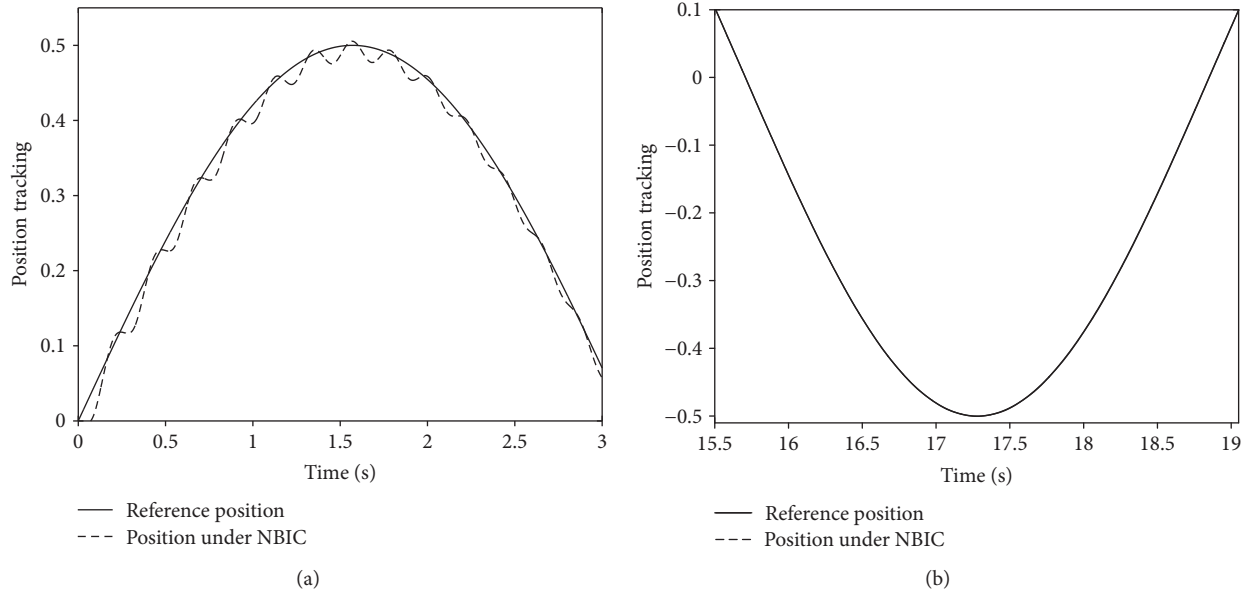 Position tracking
0.5
0.4
0.3
0.2
0.1
0
0 0.5 1 1.5 2 2.5 3
Time (s)
Reference position
Position under NBIC
(a)
Position tracking
0.1
0
−0.1
−0.2
−0.3
−0.4
−0.5
15.5 16 16.5 17 17.5 18 18.5 19
Time (s)
Reference position
Position under NBIC
(b)